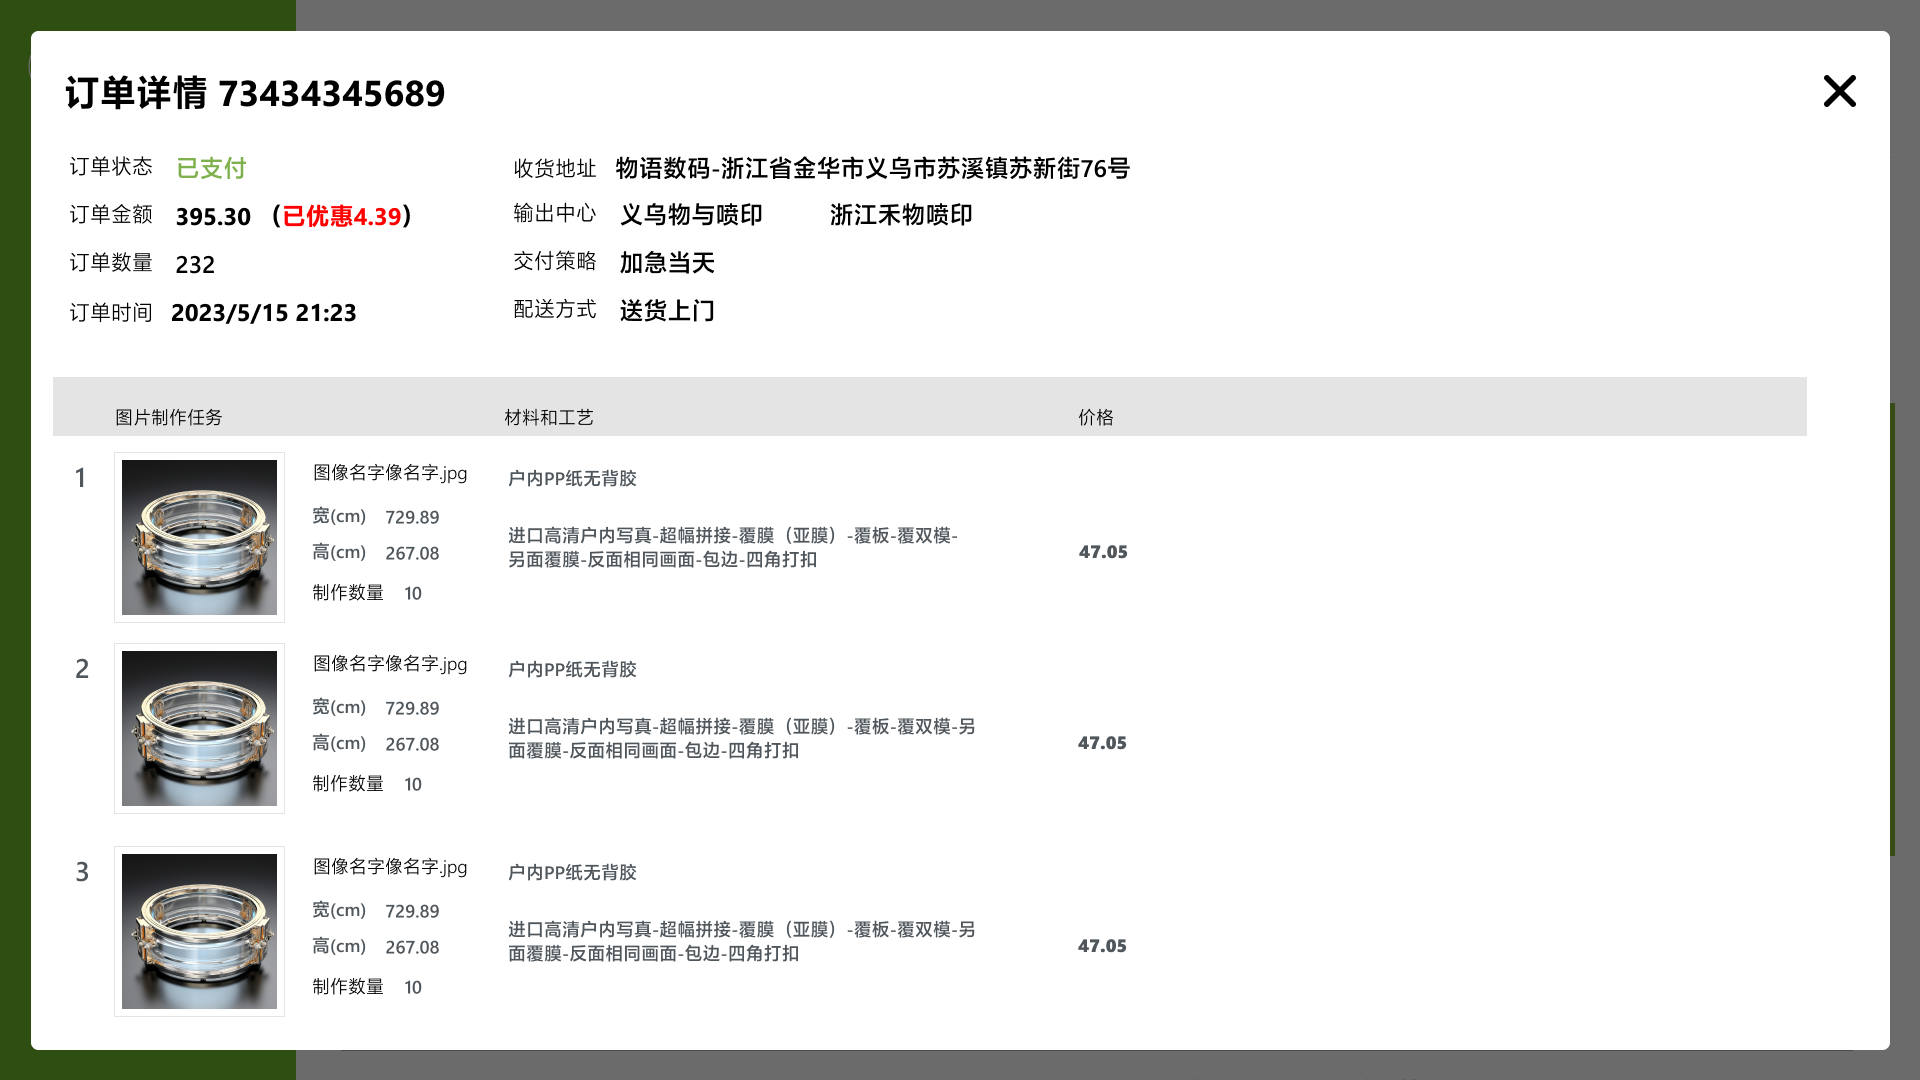 订单详情 73434345689
订单状态 已支付
收货地址 物语数码-浙江省金华市义乌市苏溪镇苏新街76号
订单金额 395.30 (已优惠4.39)
输出中心 义乌物与喷印 浙江禾物喷印
订单数量 232
交付策略 加急当天
订单时间 2023/5/15 21:23
配送方式 送货上门
图片制作任务 材料和工艺 价格
1
图像名字像名字.jpg
户内PP纸无背胶
宽(cm) 729.89
高(cm) 267.08
制作数量 10
进口高清户内写真-超幅拼接-覆膜（亚膜）-覆板-覆双模-
另面覆膜-反面相同画面-包边-四角打扣
47.05
2
图像名字像名字.jpg
户内PP纸无背胶
宽(cm) 729.89
高(cm) 267.08
制作数量 10
进口高清户内写真-超幅拼接-覆膜（亚膜）-覆板-覆双模-另
面覆膜-反面相同画面-包边-四角打扣
47.05
3
图像名字像名字.jpg
户内PP纸无背胶
宽(cm) 729.89
高(cm) 267.08
制作数量 10
进口高清户内写真-超幅拼接-覆膜（亚膜）-覆板-覆双模-另
面覆膜-反面相同画面-包边-四角打扣
47.05